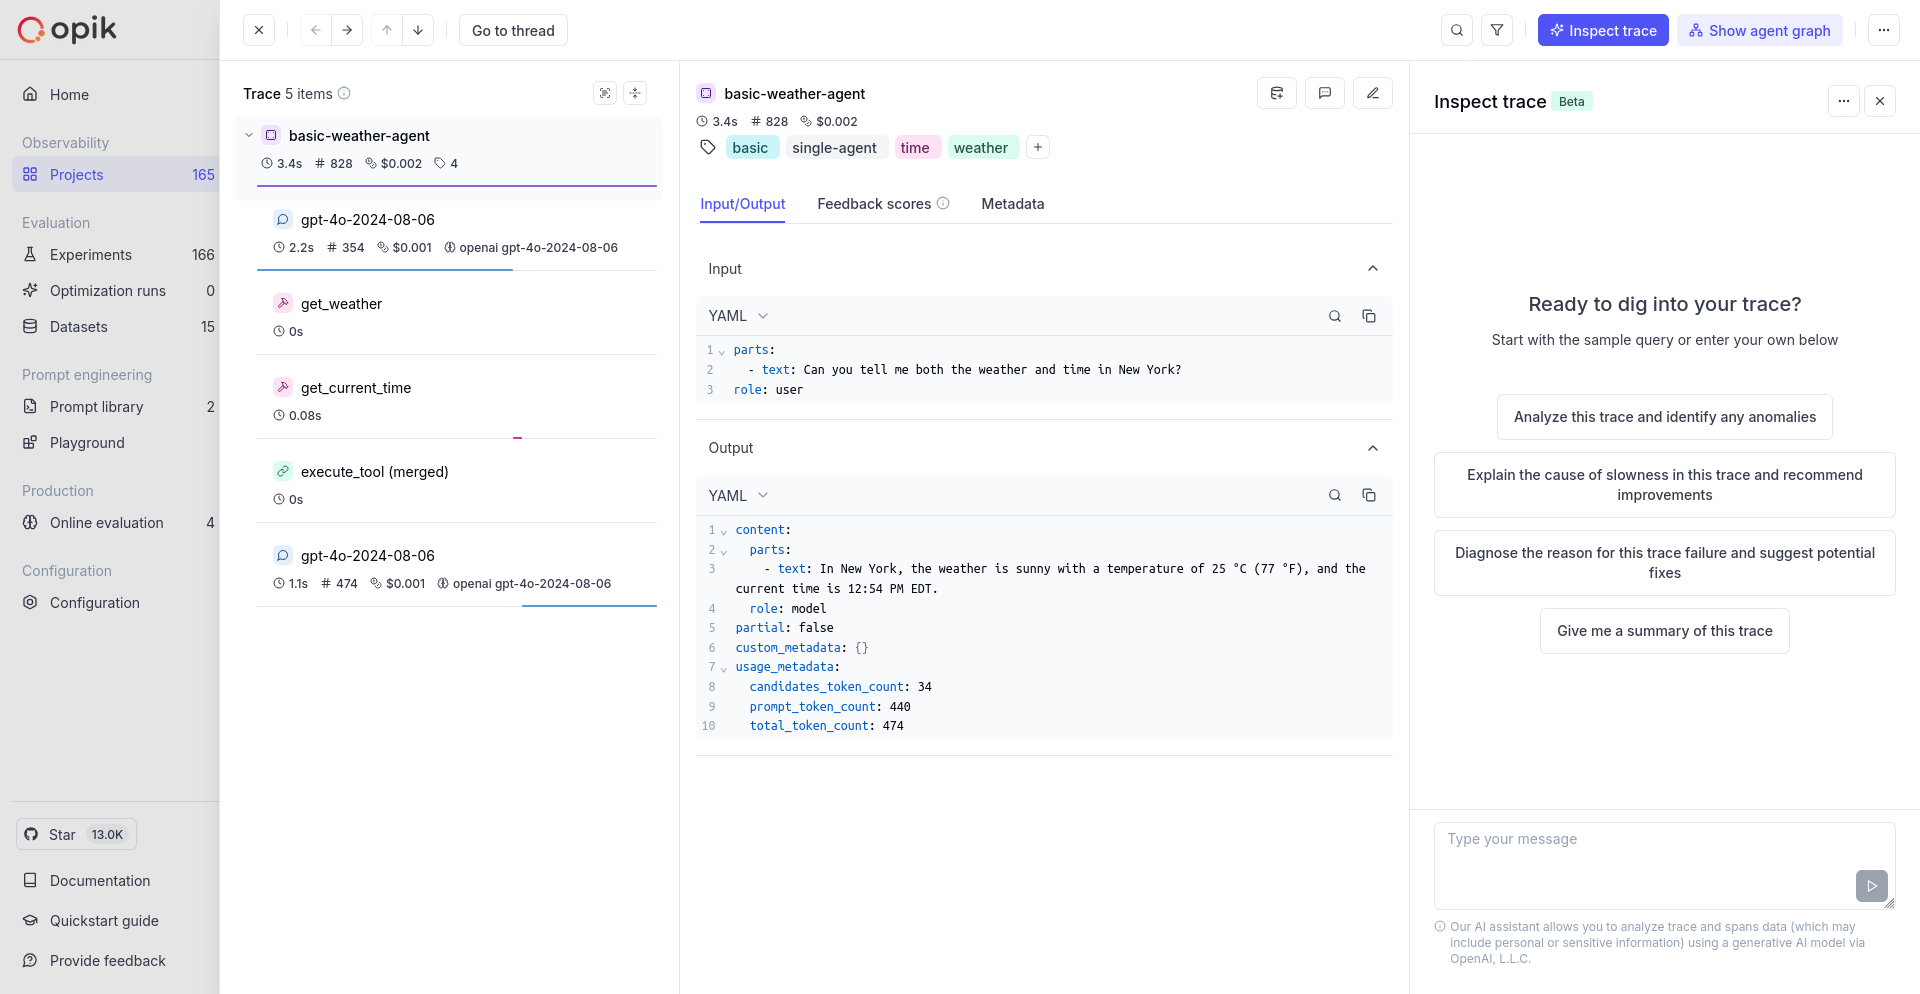 opik
Home
Observability
Projects 165
Evaluation
Experiments 166
Optimization runs 0
Datasets 15
Prompt engineering
Prompt library 2
Playground
Production
Online evaluation 4
Configuration
Configuration
Star 13.0K
Documentation
Quickstart guide
Provide feedback
Go to thread
Inspect trace
Show agent graph
Trace 5 items
basic-weather-agent
3.4s # 828 $0.002 4
gpt-4o-2024-08-06
2.2s # 354 $0.001 openai gpt-4o-2024-08-06
get_weather
0s
get_current_time
0.08s
execute_tool (merged)
0s
gpt-4o-2024-08-06
1.1s # 474 $0.001 openai gpt-4o-2024-08-06
basic-weather-agent
3.4s # 828 $0.002
basic single-agent time weather +
Input/Output Feedback scores Metadata
Input
YAML
1 parts:
2 - text: Can you tell me both the weather and time in New York?
3 role: user
Output
YAML
1 content:
2 parts:
3 - text: In New York, the weather is sunny with a temperature of 25 °C (77 °F), and the
current time is 12:54 PM EDT.
4 role: model
5 partial: false
6 custom_metadata: {}
7 usage_metadata:
8 candidates_token_count: 34
9 prompt_token_count: 440
10 total_token_count: 474
Inspect trace Beta
Ready to dig into your trace?
Start with the sample query or enter your own below
Analyze this trace and identify any anomalies
Explain the cause of slowness in this trace and recommend
improvements
Diagnose the reason for this trace failure and suggest potential
fixes
Give me a summary of this trace
Type your message
Our AI assistant allows you to analyze trace and spans data (which may
include personal or sensitive information) using a generative AI model via
OpenAI, L.L.C.